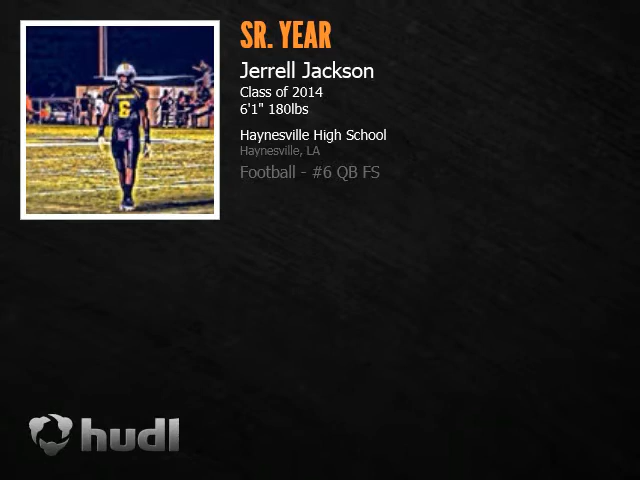 SR. YEAR
Jerrell Jackson
Class of 2014
6'1" 180lbs
Haynesville High School
Haynesville, LA
Football - #6 QB FS
6
hudl